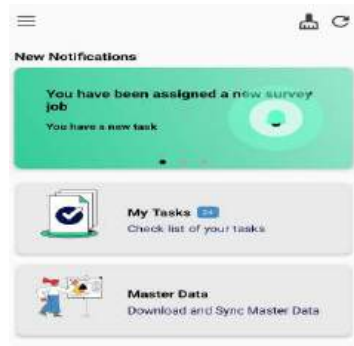 New Notifications
You have been assigned a new survey
job
You have a new task
My Tasks 24
Check list of your tasks
Master Data
Download and Sync Master Data